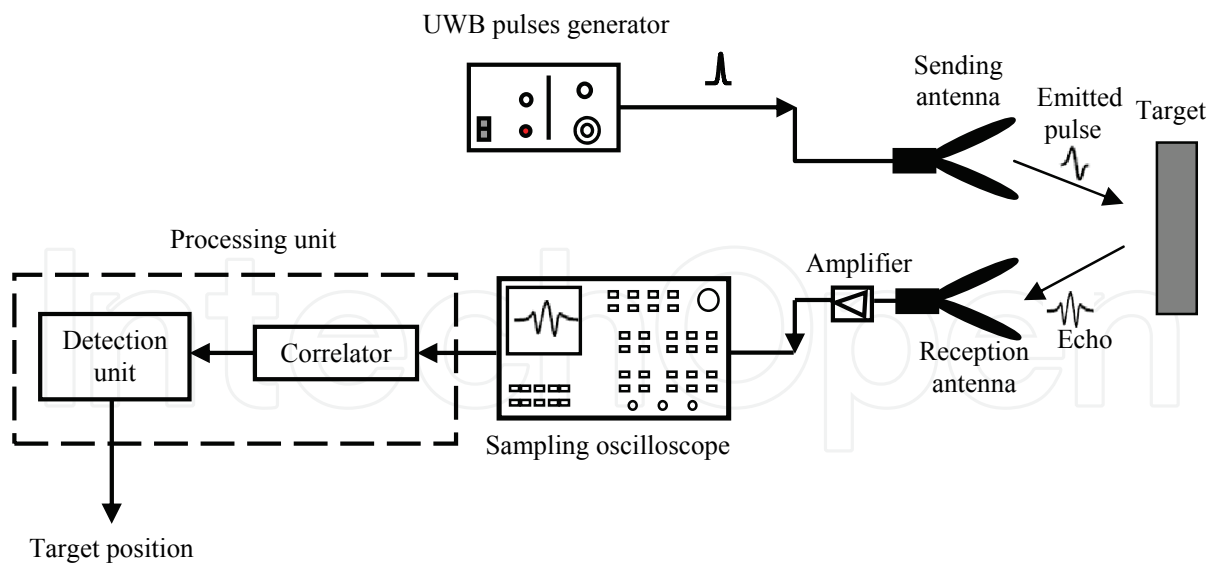 UWB pulses generator
Sending
antenna
Emitted
pulse
Target
Processing unit
Amplifier
Detection
unit
Correlator
Echo
Reception
antenna
Sampling oscilloscope
Target position
IntechOpen